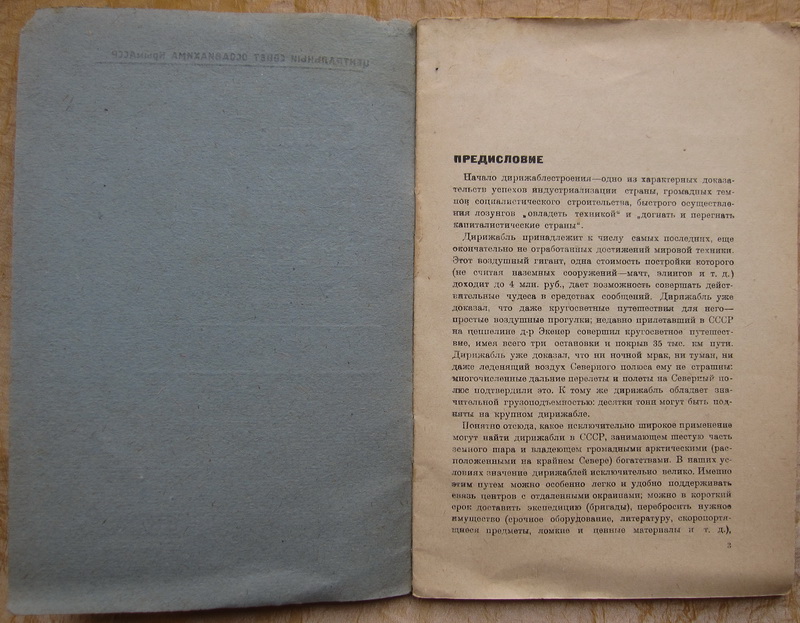 ЦЕНТРАЛЬНЫЙ СОВЕТ ОСОАВИАХИМА КрымАССР
ПРЕДИСЛОВИЕ
Начало дирижаблестроения—одно из характерных доказа-
тельств успехов индустриализации страны, громадных тем-
пов социалистического строительства, быстрого осуществле-
ния лозунгов „овладеть техникой“ и „догнать и перегнать
капиталистические страны“.
Дирижабль принадлежит к числу самых последних, еще
окончательно не отработанных достижений мировой техники.
Этот воздушный гигант, одна стоимость постройки которого
(не считая наземных сооружений—мачт, элингов и т. д.)
доходит до 4 млн. руб., дает возможность совершать дейст-
вительные чудеса в средствах сообщений. Дирижабль уже
доказал, что даже кругосветные путешествия для него—
простые воздушные прогулки; недавно прилетавший в СССР
на цеппелине д-р Экенер совершил кругосветное путешест-
вие, имея всего три остановки и покрыв 35 тыс. км пути.
Дирижабль уже доказал, что ни ночной мрак, ни туман, ни
даже леденящий воздух Северного полюса ему не страшны:
многочисленные дальние перелеты и полеты на Северный по-
люс подтвердили это. К тому же дирижабль обладает зна-
чительной грузоподъемностью: десятки тонн могут быть под-
няты на крупном дирижабле.
Понятно отсюда, какое исключительно широкое применение
могут найти дирижабли в СССР, занимающем шестую часть
земного шара и владеющем громадными арктическими (рас-
положенными на крайнем Севере) богатствами. В наших ус-
ловиях значение дирижаблей исключительно велико. Именно
этим путем можно особенно легко и удобно поддерживать
связь центров с отдаленными окраинами; можно в короткий
срок доставить экспедицию (бригады), перебросить нужное
имущество (срочное оборудование, литературу, скоропортя-
щиеся предметы, ломкие и ценные материалы и т. д.),
3